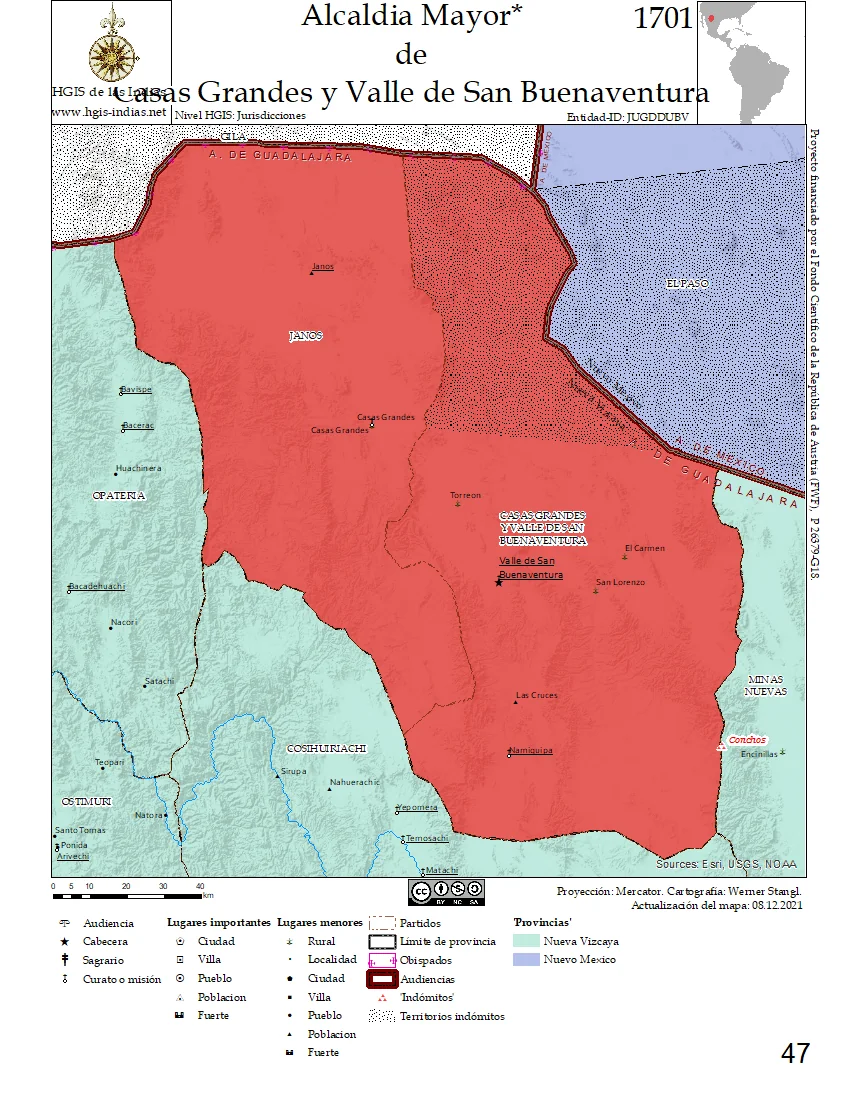 Alcaldia Mayor*
de
Casas Grandes y Valle de San Buenaventura
1701
HGIS de las Indias
www.hgis-indias.net
Nivel HGIS: Jurisdicciones
Entidad-ID: JUGDDUBV
GILA
A. DE GUADALAJARA
A. DE MEXICO
Janos
JANOS
EL PASO
Nuevo Mexico
Nueva Vizcaya
A. DE MEXICO
A. DE GUADALAJARA
Bavispe
Bacerac
Casas Grandes
Casas Grandes
Huachinera
OPATERIA
Torreon
CASAS GRANDES
Y VALLE DE SAN
BUENAVENTURA
El Carmen
Valle de San
Buenaventura
San Lorenzo
Bacadehuachi
Nacori
Satachi
MINAS
NUEVAS
Las Cruces
Conchos
COSIHUIRIACHI
Namiquipa
Encinillas
Teopari
Sirupa
Nahuerachic
OSTIMURI
Yepomera
Natora
Santo Tomas
Ponida
Arivechi
Temosachi
Matachi
Sources: Esri, USGS, NOAA
Proyecto financiado por el Fondo Científico de la República de Austria (FWF), P 26379-G18.
0 5 10 20 30 40
km
CC BY NC SA
Proyección: Mercator. Cartografía: Werner Stangl.
Actualización del mapa: 08.12.2021
Audiencia
Cabecera
Sagrario
Curato o misión
Lugares importantes
Ciudad
Villa
Pueblo
Poblacion
Fuerte
Lugares menores
Rural
Localidad
Ciudad
Villa
Pueblo
Poblacion
Fuerte
Partidos
Límite de provincia
Obispados
Audiencias
'Indómitos'
Territorios indómitos
'Provincias'
Nueva Vizcaya
Nuevo Mexico
47